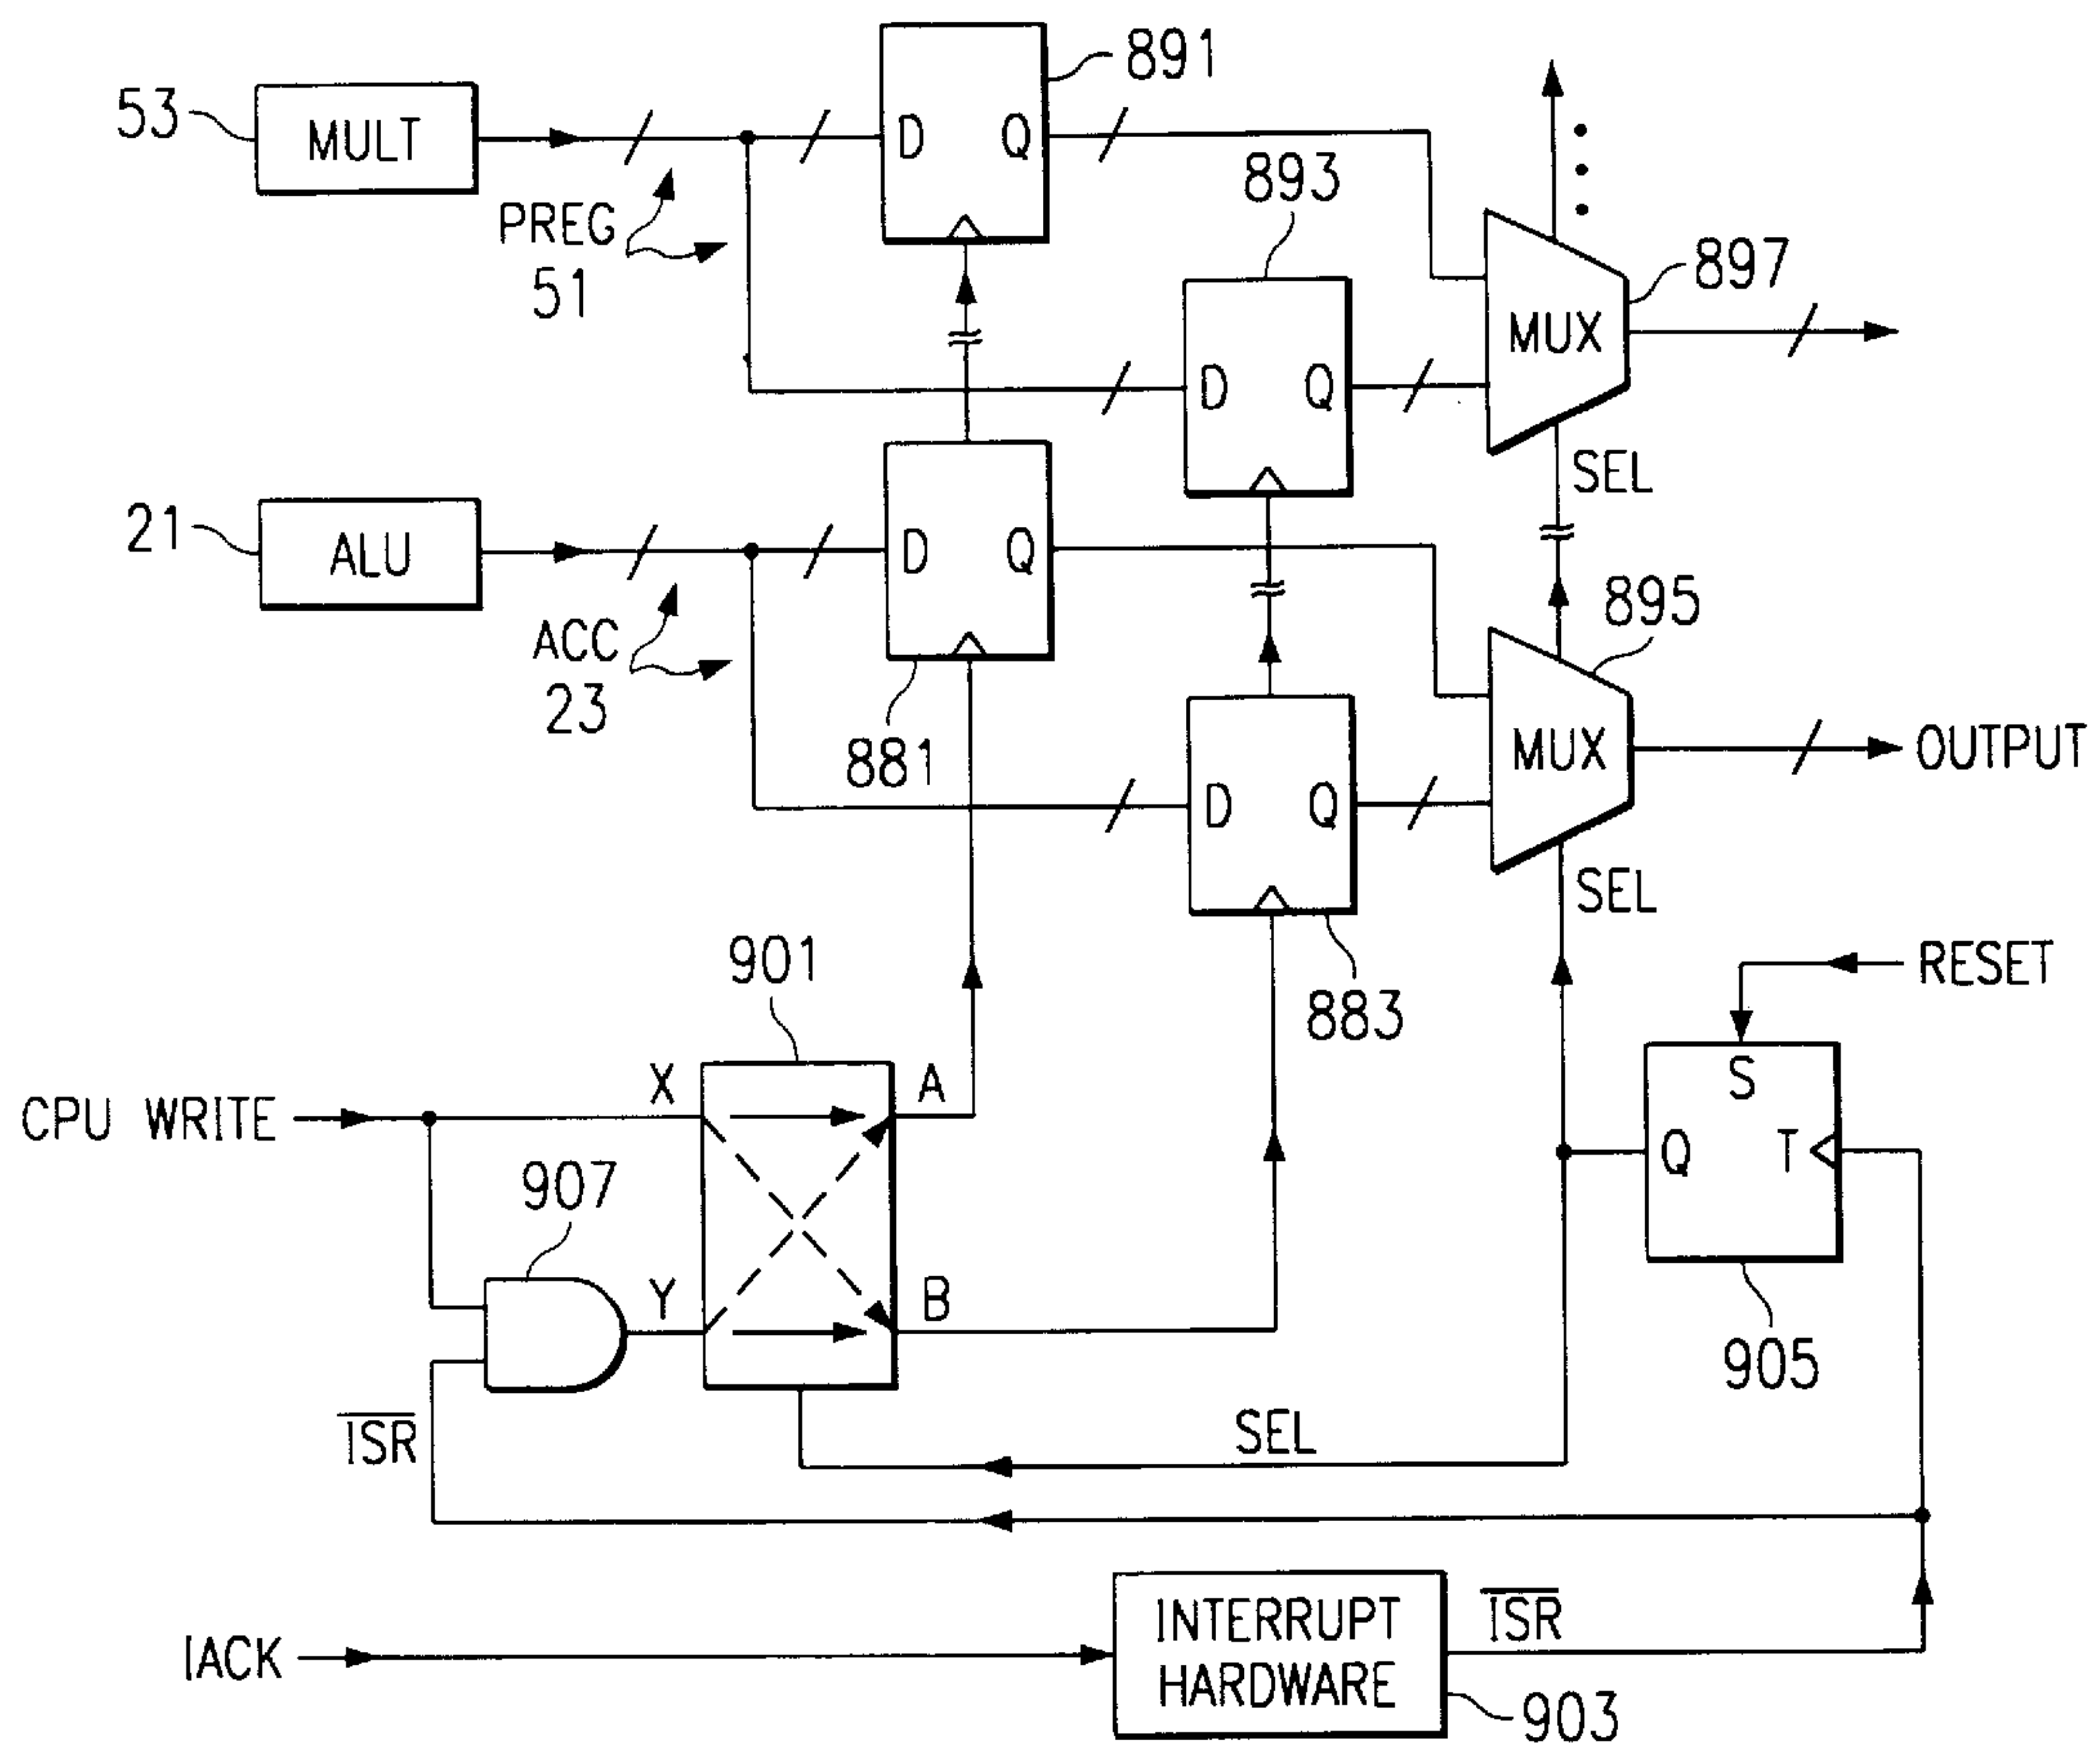 891
53
MULT
D
Q
893
PREG
51
897
MUX
D
Q
SEL
21
ALU
D
Q
895
ACC
23
881
MUX
OUTPUT
D
Q
SEL
901
883
RESET
X
A
S
CPU WRITE
Q
T
907
Y
B
905
ISR
SEL
INTERRUPT
HARDWARE
ISR
IACK
903